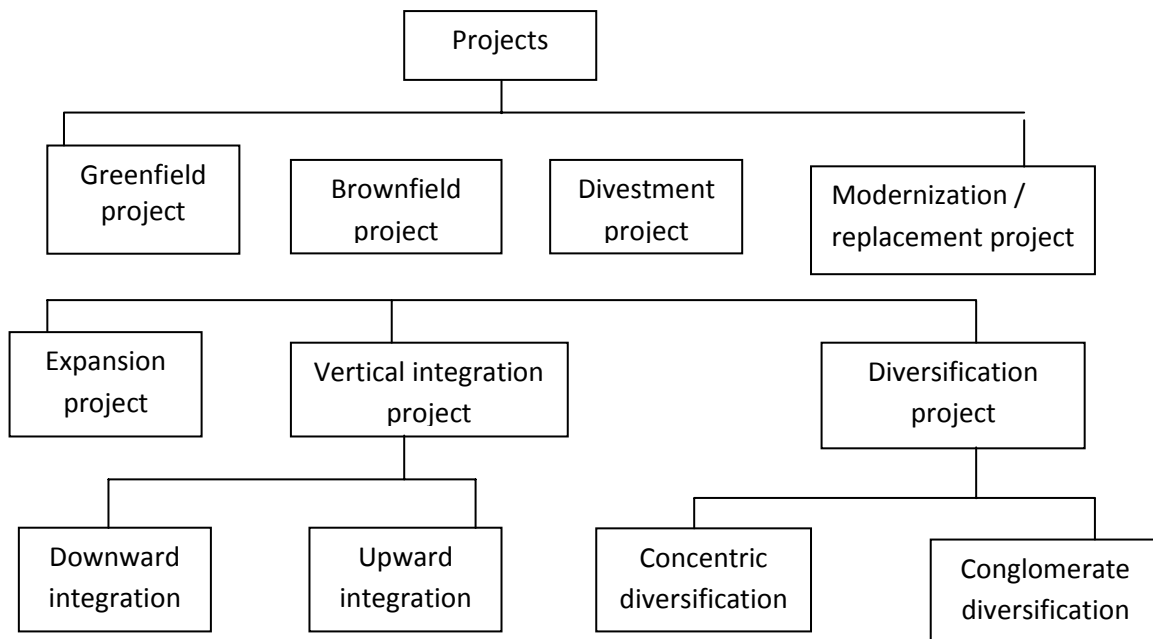 Projects
Greenfield
project
Brownfield
project
Divestment
project
Modernization /
replacement project
Expansion
project
Vertical integration
project
Diversification
project
Downward
integration
Upward
integration
Concentric
diversification
Conglomerate
diversification